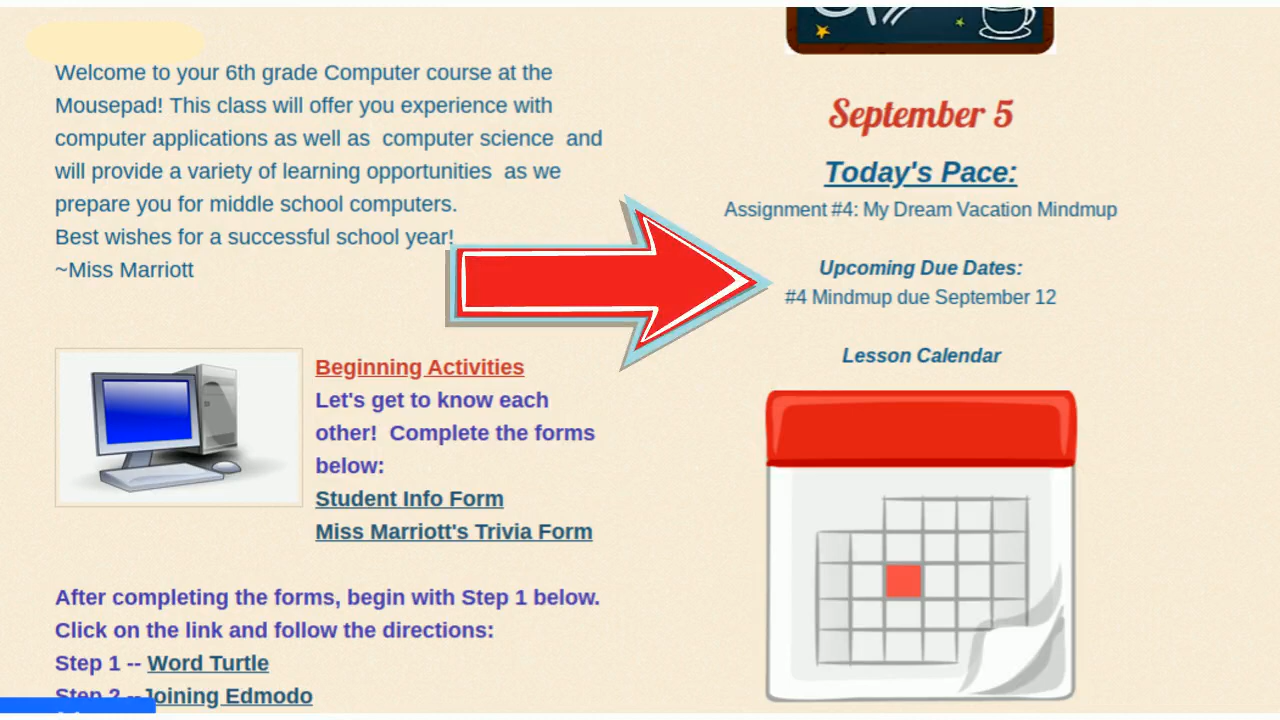 Welcome to your 6th grade Computer course at the
Mousepad! This class will offer you experience with
computer applications as well as  computer science  and
will provide a variety of learning opportunities  as we
prepare you for middle school computers.
Best wishes for a successful school year!
~Miss Marriott
Beginning Activities
Let's get to know each
other!  Complete the forms
below:
Student Info Form
Miss Marriott's Trivia Form
After completing the forms, begin with Step 1 below.
Click on the link and follow the directions:
Step 1 -- Word Turtle
Step 2 --Joining Edmodo
September 5
Today's Pace:
Assignment #4: My Dream Vacation Mindmup
Upcoming Due Dates:
#4 Mindmup due September 12
Lesson Calendar